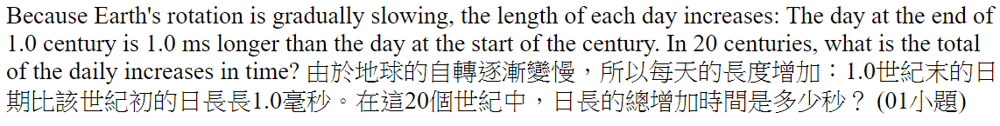 Because Earth's rotation is gradually slowing, the length of each day increases: The day at the end of
1.0 century is 1.0 ms longer than the day at the start of the century. In 20 centuries, what is the total
of the daily increases in time? 由於地球的自轉逐漸變慢，所以每天的長度增加：1.0世紀末的日
期比該世紀初的日長長1.0毫秒。在這20個世紀中，日長的總增加時間是多少秒？ (01小題)